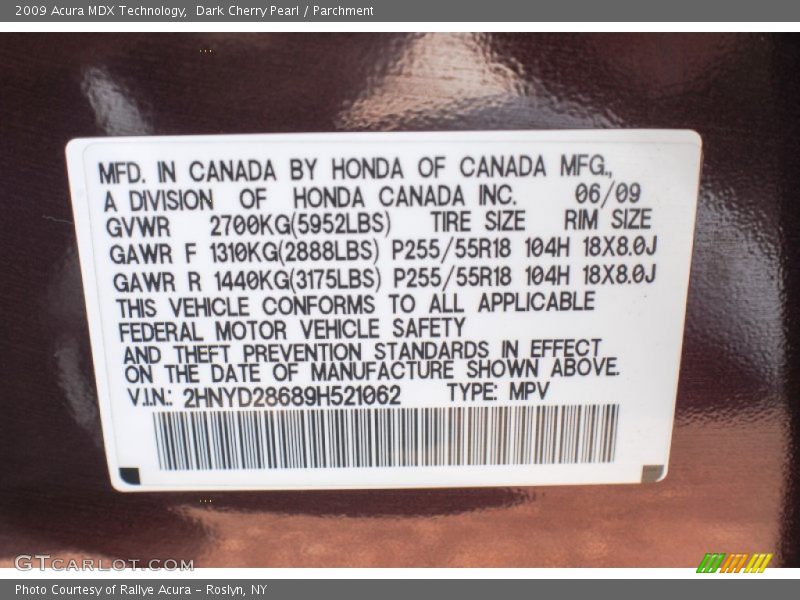 2009 Acura MDX Technology,  Dark Cherry Pearl / Parchment
MFD. IN CANADA BY HONDA OF CANADA MFG.,
A DIVISION OF HONDA CANADA INC. 06/09
GVWR 2700KG(5952LBS) TIRE SIZE RIM SIZE
GAWR F 1310KG(2888LBS) P255/55R18 104H 18X8.0J
GAWR R 1440KG(3175LBS) P255/55R18 104H 18X8.0J
THIS VEHICLE CONFORMS TO ALL APPLICABLE
FEDERAL MOTOR VEHICLE SAFETY
AND THEFT PREVENTION STANDARDS IN EFFECT
ON THE DATE OF MANUFACTURE SHOWN ABOVE.
V.I.N.: 2HNYD28689H521062 TYPE: MPV
GTCARLOT.COM
Photo Courtesy of Rallye Acura - Roslyn, NY